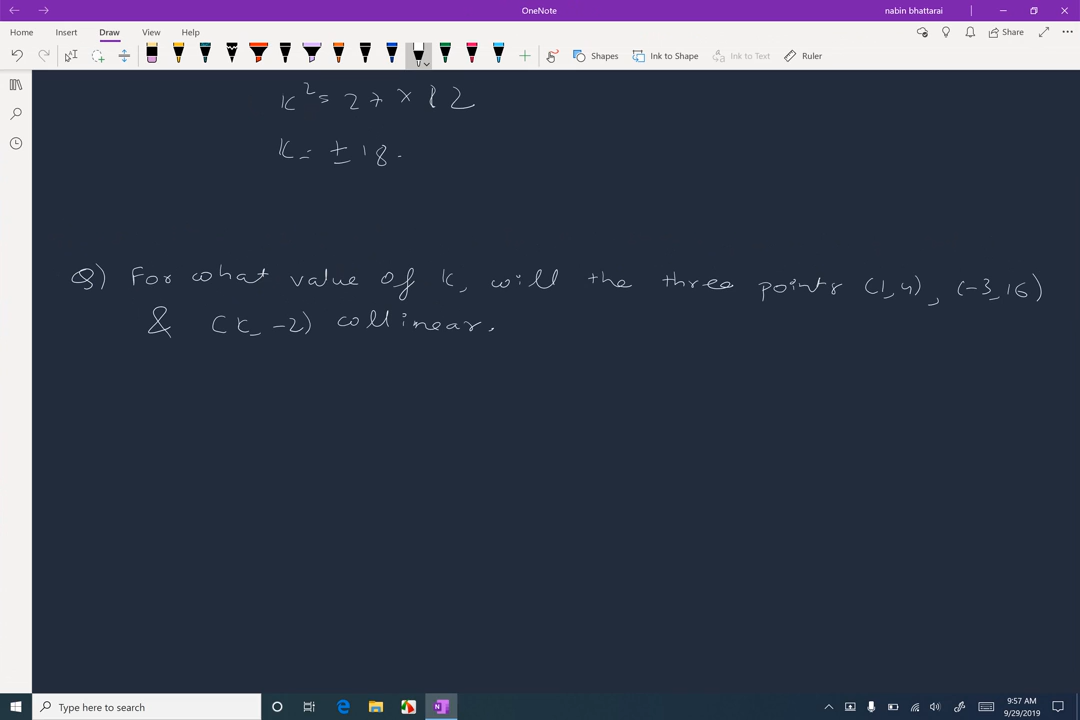 OneNote
nabin bhattarai
Home Insert Draw View Help
Share
Shapes
Ink to Shape
Ink to Text
Ruler
k² = 27 × 12
k = ± 18.
Q) For what value of k, will the three points (1,4), (-3,16)
& (k, -2) collinear.
Type here to search
9:57 AM
9/29/2019